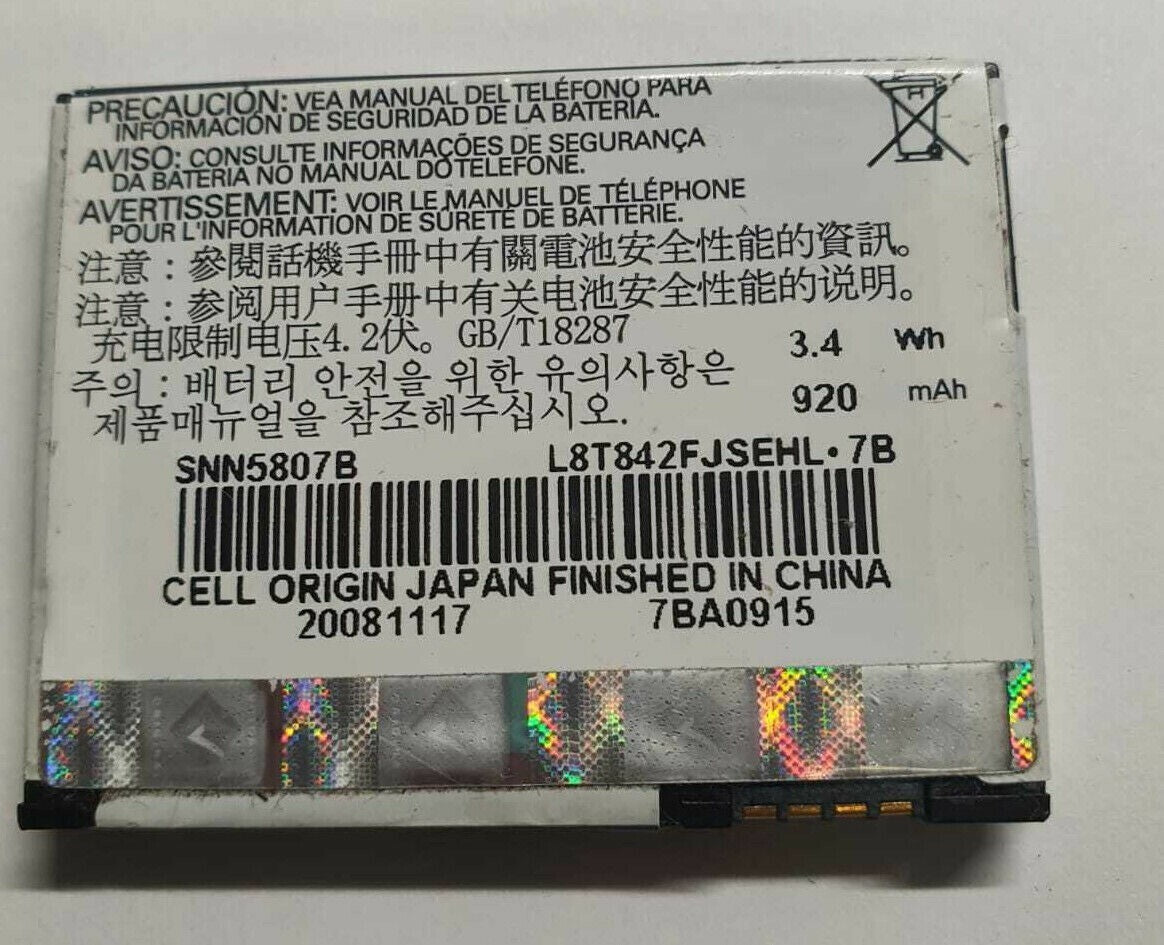 PRECAUCIÓN: VEA MANUAL DEL TELÉFONO PARA
INFORMACIÓN DE SEGURIDAD DE LA BATERÍA.
AVISO: CONSULTE INFORMAÇÕES DE SEGURANÇA
DA BATERIA NO MANUAL DO TELEFONE.
AVERTISSEMENT: VOIR LE MANUEL DE TÉLÉPHONE
POUR L'INFORMATION DE SÛRETÉ DE BATTERIE.
注意：參閱話機手冊中有關電池安全性能的資訊。
注意：参阅用户手册中有关电池安全性能的说明。
充电限制电压4.2伏。GB/T18287 3.4 Wh
주의：배터리 안전을 위한 유의사항은
제품매뉴얼을 참조해주십시오. 920 mAh
SNN5807B L8T842FJSEHL•7B
CELL ORIGIN JAPAN FINISHED IN CHINA
20081117 7BA0915